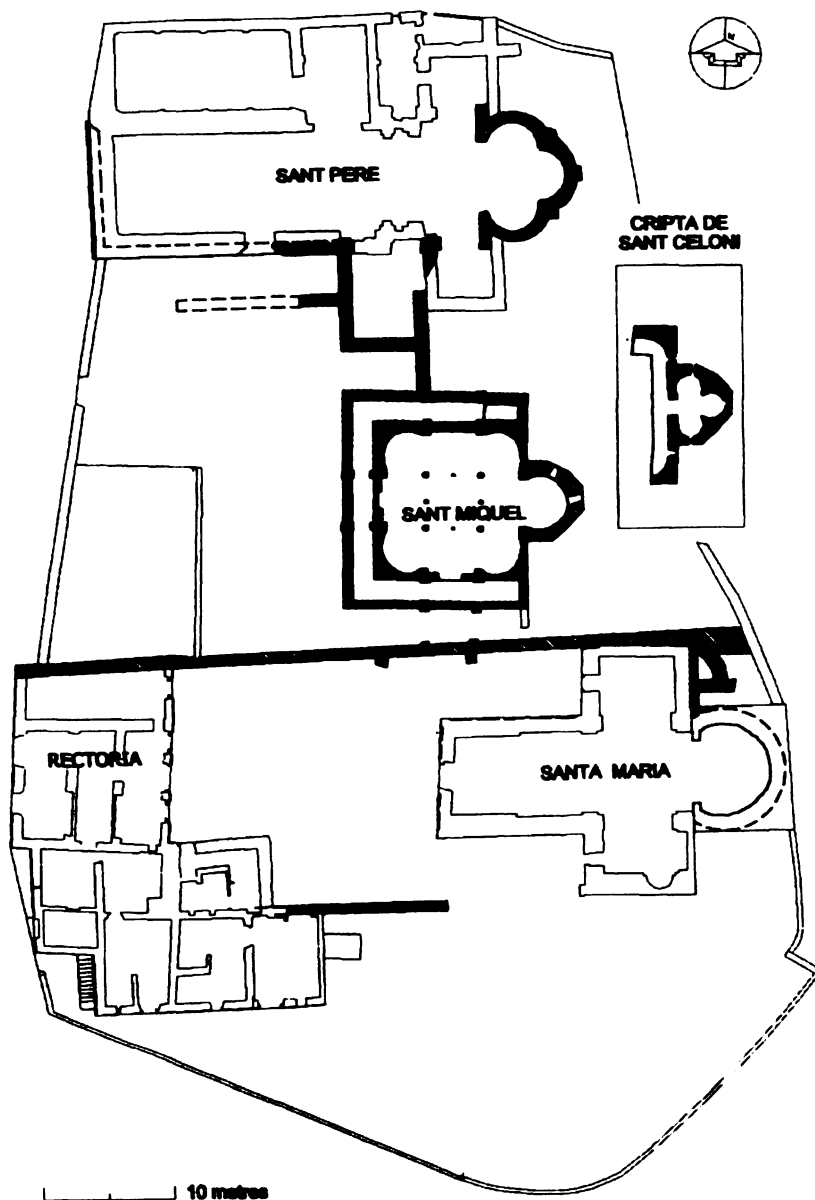 SANT PERE
CRIPTA DE
SANT CELONI
SANT MIQUEL
RECTORIA
SANTA MARIA
10 metres